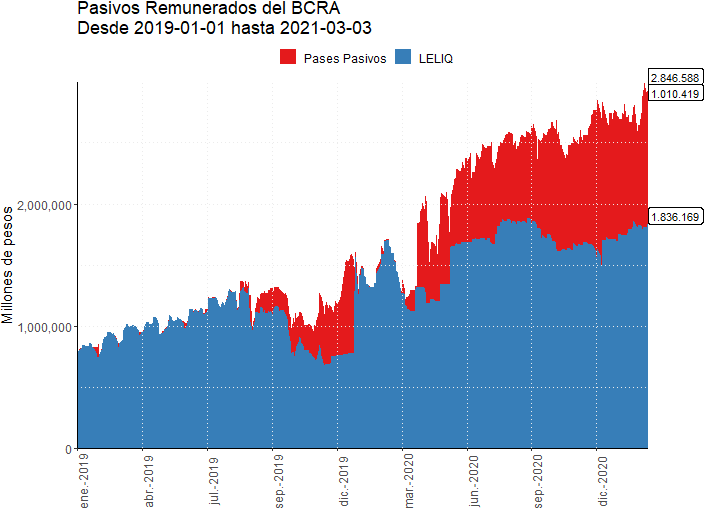 Pasivos Remunerados del BCRA
Desde 2019-01-01 hasta 2021-03-03
Pases Pasivos LELIQ
2.846.588
1.010.419
1.836.169
Millones de pesos
2,000,000
1,000,000
0
ene.-2019
abr.-2019
jul.-2019
sep.-2019
dic.-2019
mar.-2020
jun.-2020
sep.-2020
dic.-2020